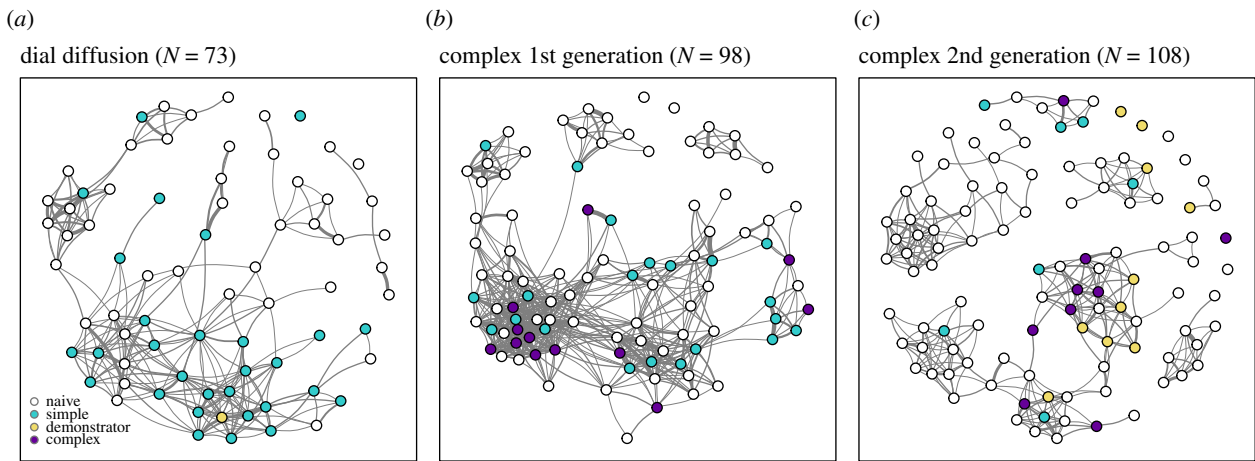 (a)
dial diffusion (N = 73)
(b)
complex 1st generation (N = 98)
(c)
complex 2nd generation (N = 108)
naive
simple
demonstrator
complex